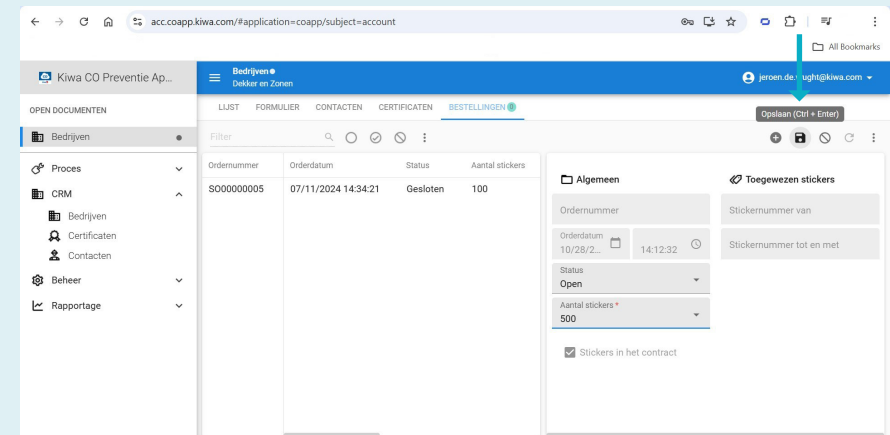 acc.coapp.kiwa.com/#application=coapp/subject=account
All Bookmarks
Kiwa CO Preventie Ap...
Bedrijven
Dekker en Zonen
jeroen.de.vught@kiwa.com
OPEN DOCUMENTEN
LIJST FORMULIER CONTACTEN CERTIFICATEN BESTELLINGEN 0
Opslaan (Ctrl + Enter)
Bedrijven
Filter
Proces
CRM
Bedrijven
Certificaten
Contacten
Beheer
Rapportage
Ordernummer Orderdatum Status Aantal stickers
SO00000005 07/11/2024 14:34:21 Gesloten 100
Algemeen
Ordernummer
Orderdatum
10/28/2... 14:12:32
Status
Open
Aantal stickers *
500
Stickers in het contract
Toegewezen stickers
Stickernummer van
Stickernummer tot en met